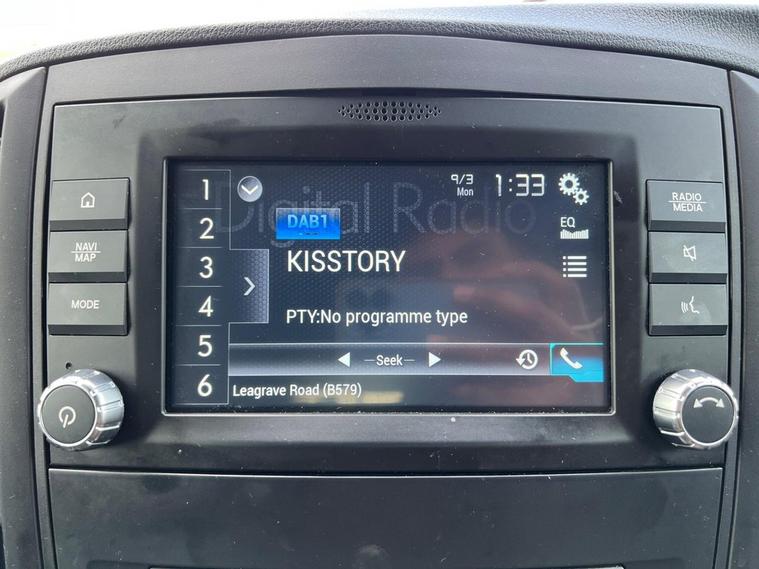 1
2
3
4
5
6
Digital Radio
9/3
Mon
1:33
DAB1
EQ
KISSTORY
PTY:No programme type
Seek
Leagrave Road (B579)
NAVI
MAP
MODE
RADIO
MEDIA